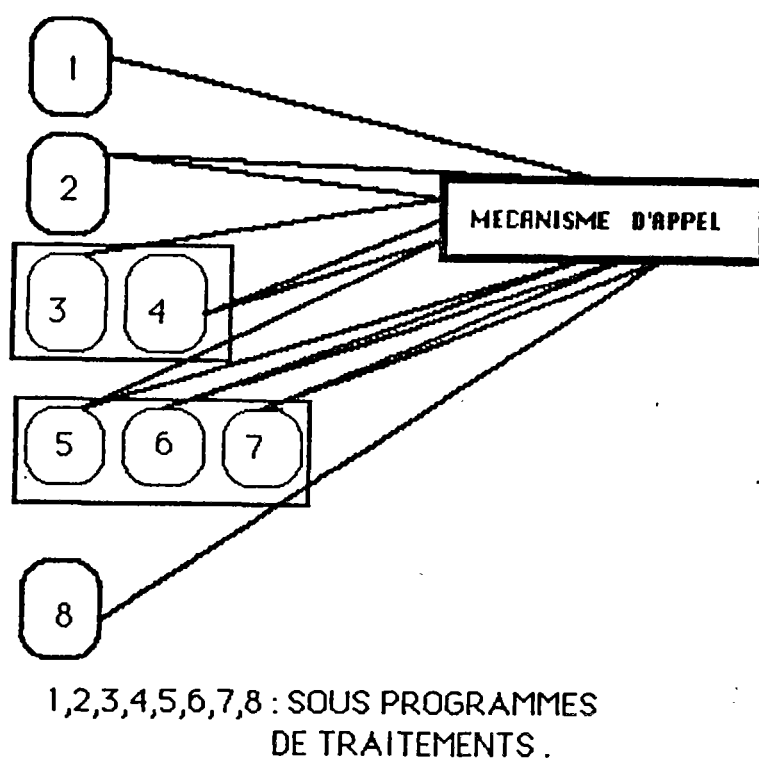 1
2
MECANISME D'APPEL
3 4
5 6 7
8
1,2,3,4,5,6,7,8 : SOUS PROGRAMMES
DE TRAITEMENTS .